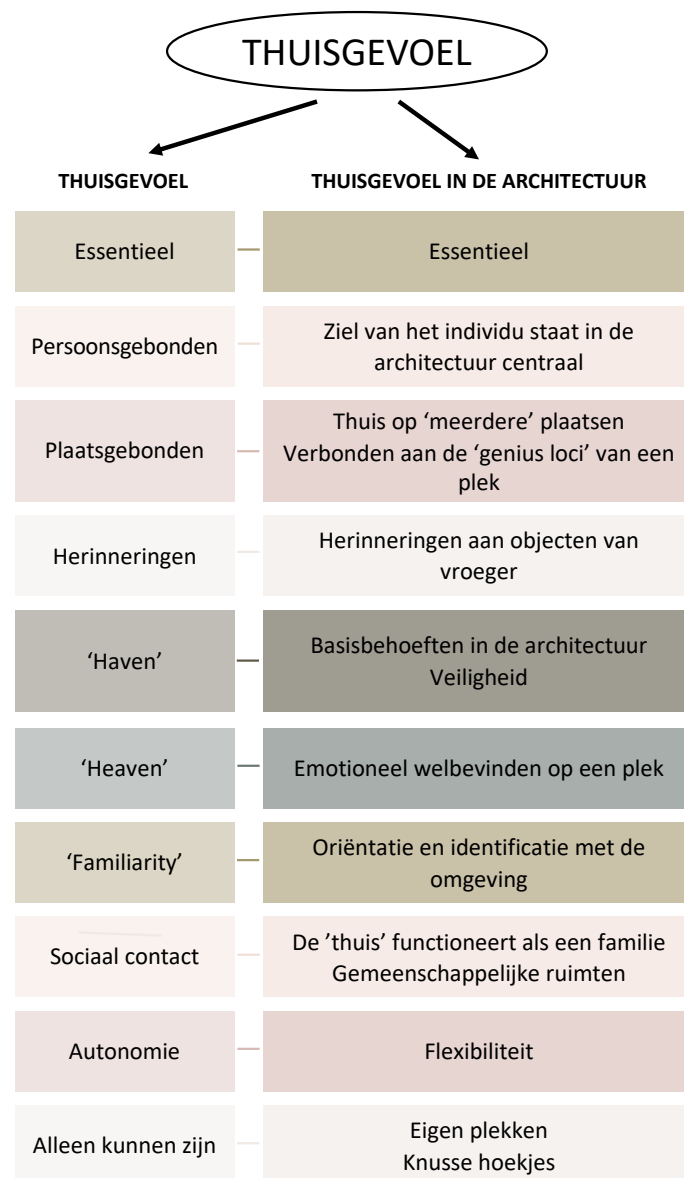 THUISGEVOEL
THUISGEVOEL
THUISGEVOEL IN DE ARCHITECTUUR
Essentieel
Essentieel
Persoonsgebonden
Ziel van het individu staat in de
architectuur centraal
Plaatsgebonden
Thuis op ‘meerdere’ plaatsen
Verbonden aan de ‘genius loci’ van een
plek
Herinneringen
Herinneringen aan objecten van
vroeger
‘Haven’
Basisbehoeften in de architectuur
Veiligheid
‘Heaven’
Emotioneel welbevinden op een plek
‘Familiarity’
Oriëntatie en identificatie met de
omgeving
Sociaal contact
De ’thuis’ functioneert als een familie
Gemeenschappelijke ruimten
Autonomie
Flexibiliteit
Alleen kunnen zijn
Eigen plekken
Knusse hoekjes